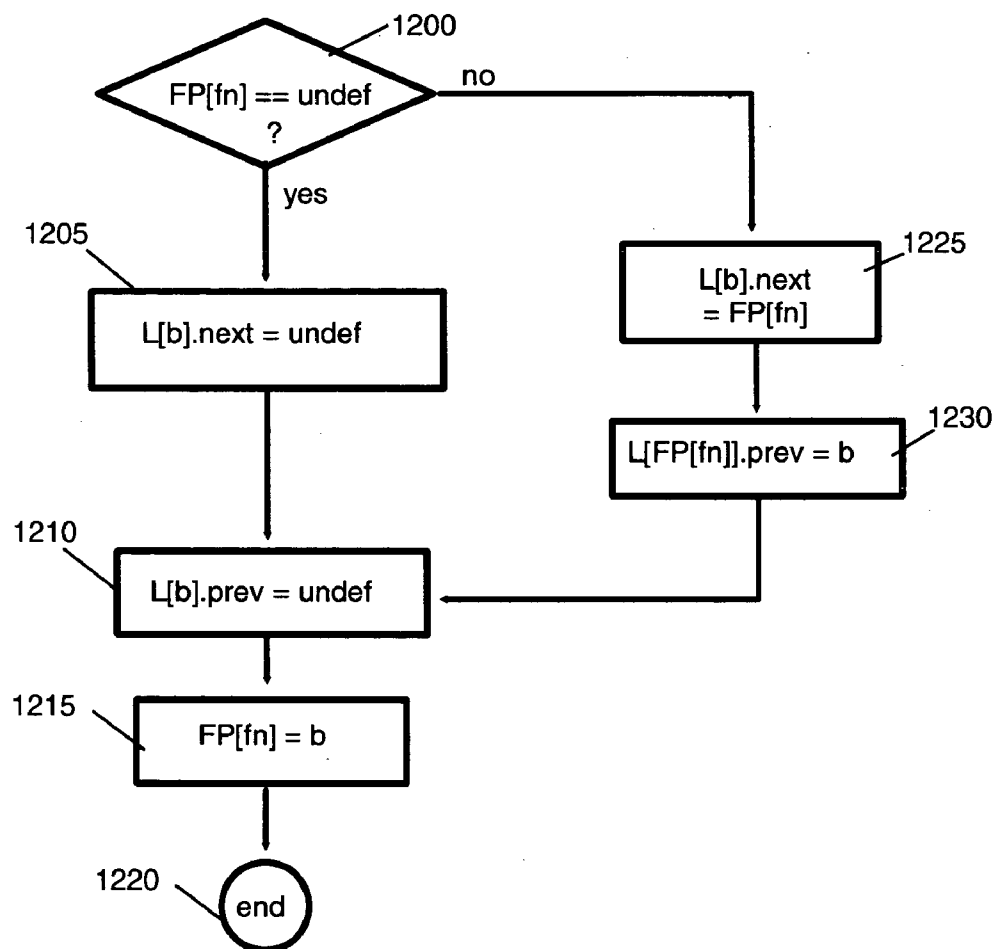 1200
FP[fn] == undef
?
no
yes
1205
L[b].next = undef
1225
L[b].next
= FP[fn]
1230
L[FP[fn]].prev = b
1210
L[b].prev = undef
1215
FP[fn] = b
1220
end